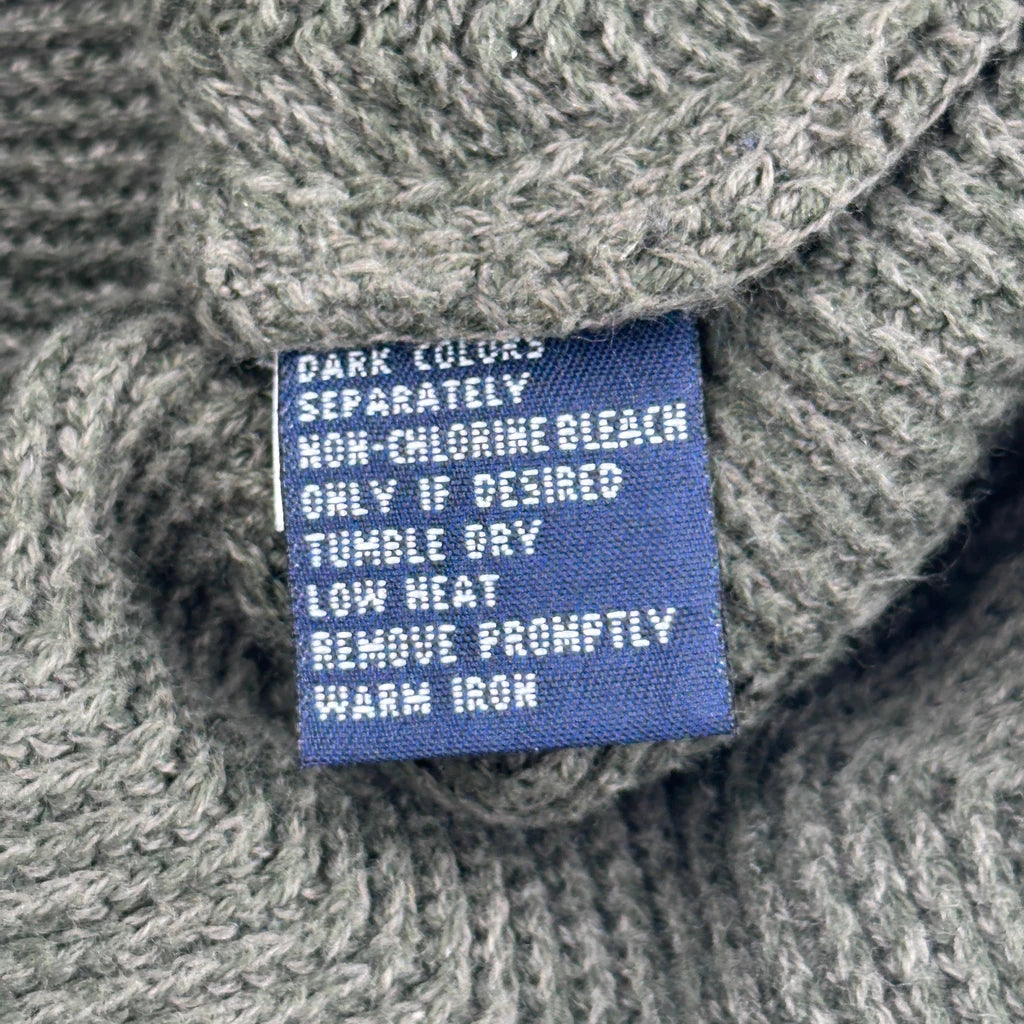 DARK COLORS
SEPARATELY
NON-CHLORINE BLEACH
ONLY IF DESIRED
TUMBLE DRY
LOW HEAT
REMOVE PROMPTLY
WARM IRON